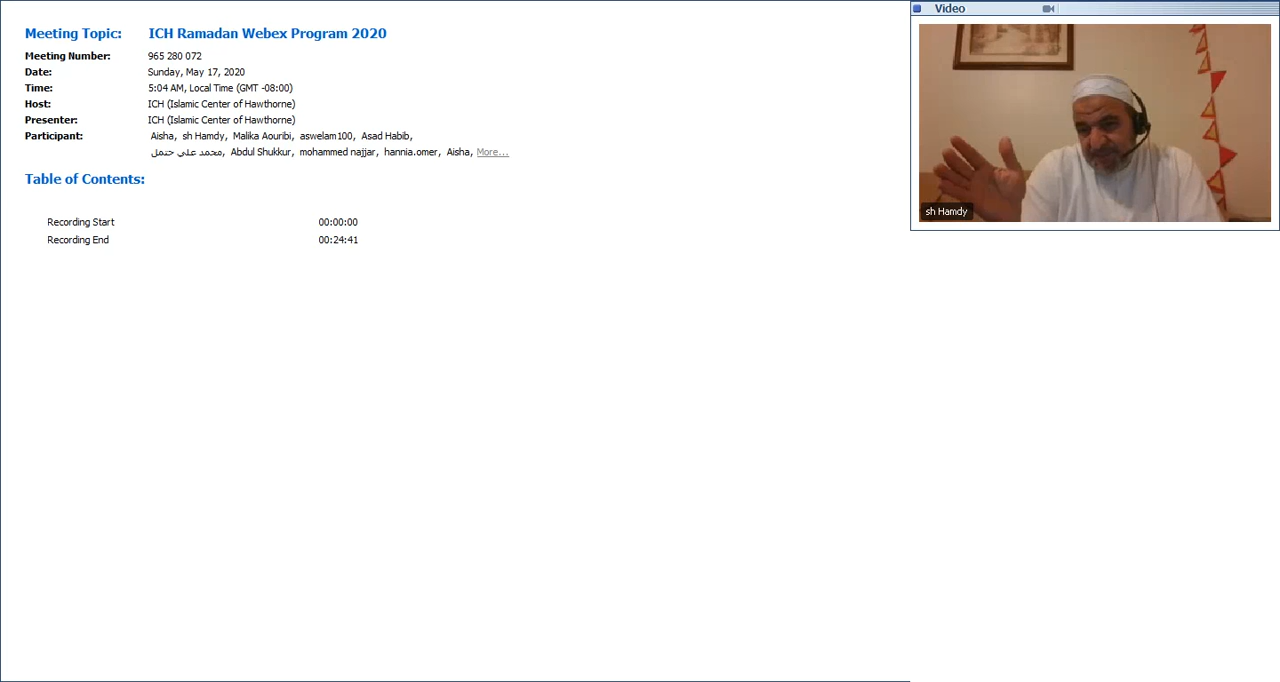 Meeting Topic: ICH Ramadan Webex Program 2020
Meeting Number: 965 280 072
Date: Sunday, May 17, 2020
Time: 5:04 AM, Local Time (GMT -08:00)
Host: ICH (Islamic Center of Hawthorne)
Presenter: ICH (Islamic Center of Hawthorne)
Participant: Aisha, sh Hamdy, Malika Aouribi, aswelam100, Asad Habib,
محمد علي حتمل, Abdul Shukkur, mohammed najjar, hannia.omer, Aisha, More...
Table of Contents:
Recording Start 00:00:00
Recording End 00:24:41
Video
sh Hamdy